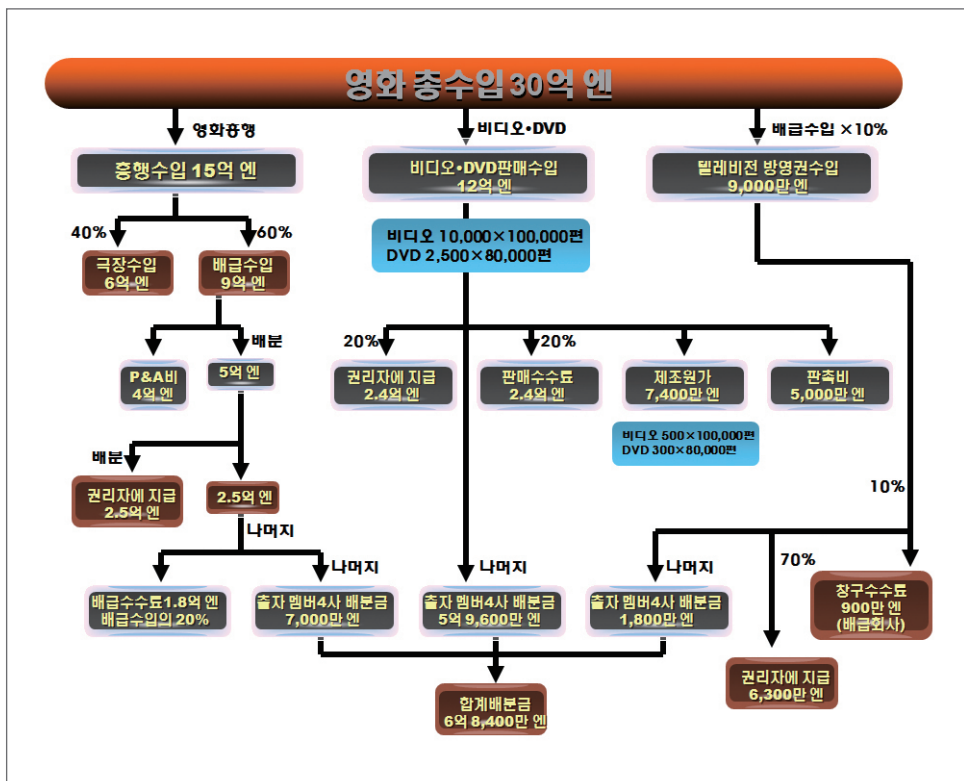 영화 총수입 30억 엔
영화흥행
비디오•DVD
배급수입 ×10%
흥행수입 15억 엔
비디오•DVD판매수입
12억 엔
텔레비전 방영권수입
9,000만 엔
40%
60%
비디오 10,000×100,000편
DVD 2,500×80,000편
극장수입
6억 엔
배급수입
9억 엔
배분
20%
20%
P&A비
4억 엔
5억 엔
권리자에 지급
2.4억 엔
판매수수료
2.4억 엔
제조원가
7,400만 엔
판촉비
5,000만 엔
비디오 500×100,000편
DVD 300×80,000편
배분
10%
권리자에 지급
2.5억 엔
2.5억 엔
나머지
나머지
나머지
나머지
70%
배급수수료1.8억 엔
배급수입의 20%
출자 멤버4사 배분금
7,000만 엔
출자 멤버4사 배분금
5억 9,600만 엔
출자 멤버4사 배분금
1,800만 엔
창구수수료
900만 엔
(배급회사)
권리자에 지급
6,300만 엔
합계배분금
6억 8,400만 엔